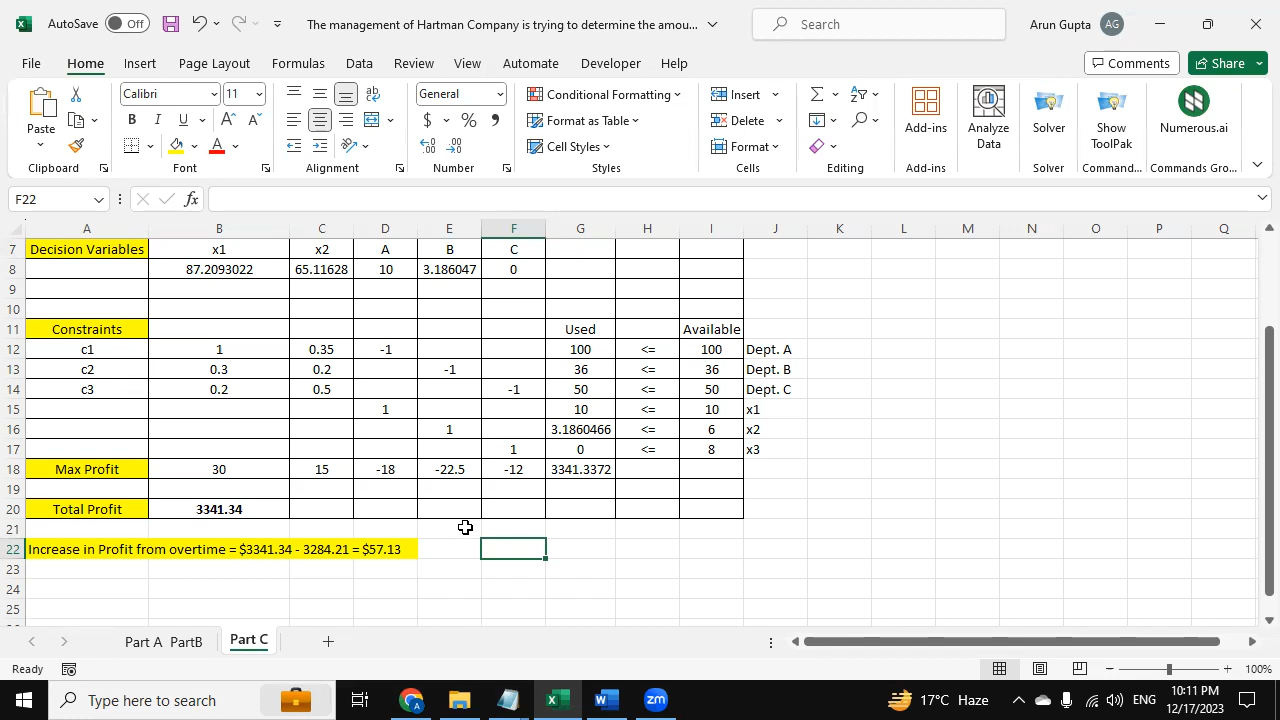 AutoSave Off The management of Hartman Company is trying to determine the amou... Search Arun Gupta AG
File Home Insert Page Layout Formulas Data Review View Automate Developer Help Comments Share
Calibri 11 General Conditional Formatting Insert
Paste B I U Format as Table Delete Add-ins Analyze Data Solver Show ToolPak Numerous.ai
Cell Styles Format
Clipboard Font Alignment Number Styles Cells Editing Add-ins Solver Command... Commands Gro...
F22 fx
A B C D E F G H I J K L M N O P Q
7 Decision Variables x1 x2 A B C
8 87.2093022 65.11628 10 3.186047 0
9
10
11 Constraints Used Available
12 c1 1 0.35 -1 100 <= 100 Dept. A
13 c2 0.3 0.2 -1 36 <= 36 Dept. B
14 c3 0.2 0.5 -1 50 <= 50 Dept. C
15 1 10 <= 10 x1
16 1 3.1860466 <= 6 x2
17 1 0 <= 8 x3
18 Max Profit 30 15 -18 -22.5 -12 3341.3372
19
20 Total Profit 3341.34
21
22 Increase in Profit from overtime = $3341.34 - 3284.21 = $57.13
23
24
25
Part A PartB Part C
Ready 100%
Type here to search 17°C Haze ENG 10:11 PM
12/17/2023